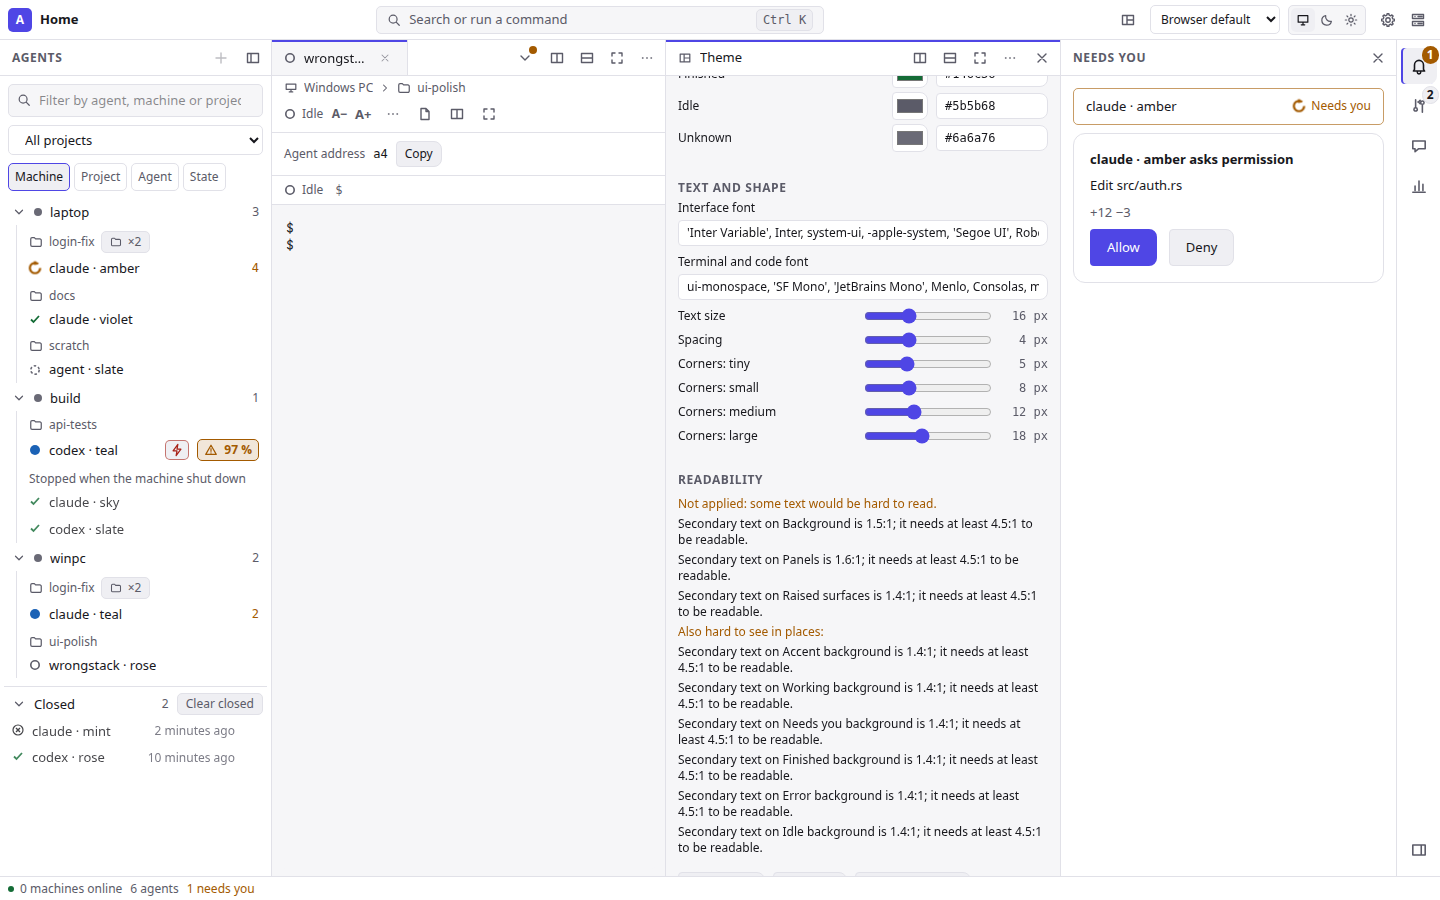 A Home
Search or run a command
Ctrl K
Browser default
AGENTS
Filter by agent, machine or projec
All projects
Machine
Project
Agent
State
laptop 3
login-fix ×2
claude · amber 4
docs
claude · violet
scratch
agent · slate
build 1
api-tests
codex · teal 97 %
Stopped when the machine shut down
claude · sky
codex · slate
winpc 2
login-fix ×2
claude · teal 2
ui-polish
wrongstack · rose
Closed 2 Clear closed
claude · mint 2 minutes ago
codex · rose 10 minutes ago
wrongst...
Windows PC
ui-polish
Idle A− A+
Agent address a4 Copy
Idle $
$
$
Theme
Finished
Idle #5b5b68
Unknown #6a6a76
TEXT AND SHAPE
Interface font
'Inter Variable', Inter, system-ui, -apple-system, 'Segoe UI', Rob
Terminal and code font
ui-monospace, 'SF Mono', 'JetBrains Mono', Menlo, Consolas, m
Text size 16 px
Spacing 4 px
Corners: tiny 5 px
Corners: small 8 px
Corners: medium 12 px
Corners: large 18 px
READABILITY
Not applied: some text would be hard to read.
Secondary text on Background is 1.5:1; it needs at least 4.5:1 to
be readable.
Secondary text on Panels is 1.6:1; it needs at least 4.5:1 to be
readable.
Secondary text on Raised surfaces is 1.4:1; it needs at least 4.5:1
to be readable.
Also hard to see in places:
Secondary text on Accent background is 1.4:1; it needs at least
4.5:1 to be readable.
Secondary text on Working background is 1.4:1; it needs at least
4.5:1 to be readable.
Secondary text on Needs you background is 1.4:1; it needs at
least 4.5:1 to be readable.
Secondary text on Finished background is 1.4:1; it needs at least
4.5:1 to be readable.
Secondary text on Error background is 1.4:1; it needs at least
4.5:1 to be readable.
Secondary text on Idle background is 1.4:1; it needs at least 4.5:1
to be readable.
NEEDS YOU
claude · amber Needs you
claude · amber asks permission
Edit src/auth.rs
+12 −3
Allow
Deny
1
2
0 machines online 6 agents 1 needs you